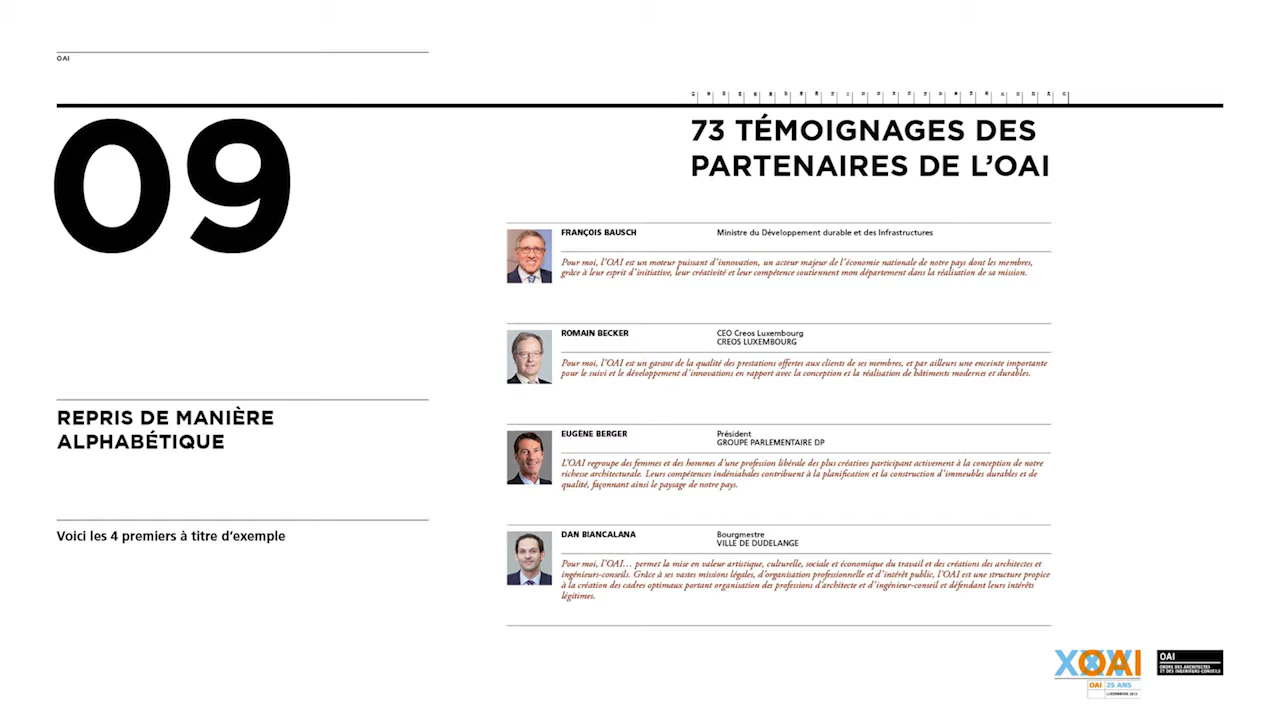 OAI
09
73 TÉMOIGNAGES DES
PARTENAIRES DE L'OAI
REPRIS DE MANIÈRE
ALPHABÉTIQUE
Voici les 4 premiers à titre d'exemple
FRANÇOIS BAUSCH Ministre du Développement durable et des Infrastructures
Pour moi, l'OAI est un moteur puissant d'innovation, un acteur majeur de l'économie nationale de notre pays dont les membres,
grâce à leur esprit d'initiative, leur créativité et leur compétence soutiennent mon département dans la réalisation de sa mission.
ROMAIN BECKER CEO Creos Luxembourg
CREOS LUXEMBOURG
Pour moi, l'OAI est un garant de la qualité des prestations offertes aux clients de ses membres, et par ailleurs une enceinte importante
pour le suivi et le développement d'innovations en rapport avec la conception et la réalisation de bâtiments modernes et durables.
EUGÈNE BERGER Président
GROUPE PARLEMENTAIRE DP
L'OAI regroupe des femmes et des hommes d'une profession libérale des plus créatives participant activement à la conception de notre
richesse architecturale. Leurs compétences indéniables contribuent à la planification et la construction d'immeubles durables et de
qualité, façonnant ainsi le paysage de notre pays.
DAN BIANCALANA Bourgmestre
VILLE DE DUDELANGE
Pour moi, l'OAI… permet la mise en valeur artistique, culturelle, sociale et économique du travail et des créations des architectes et
ingénieurs-conseils. Grâce à ses vastes missions légales, d'organisation professionnelle et d'intérêt public, l'OAI est une structure propice
à la création des cadres optimaux portant organisation des professions d'architecte et d'ingénieur-conseil et défendant leurs intérêts
légitimes.
XXV OAI
OAI 25 ANS
OAI
ORDRE DES ARCHITECTES
ET DES INGÉNIEURS-CONSEILS